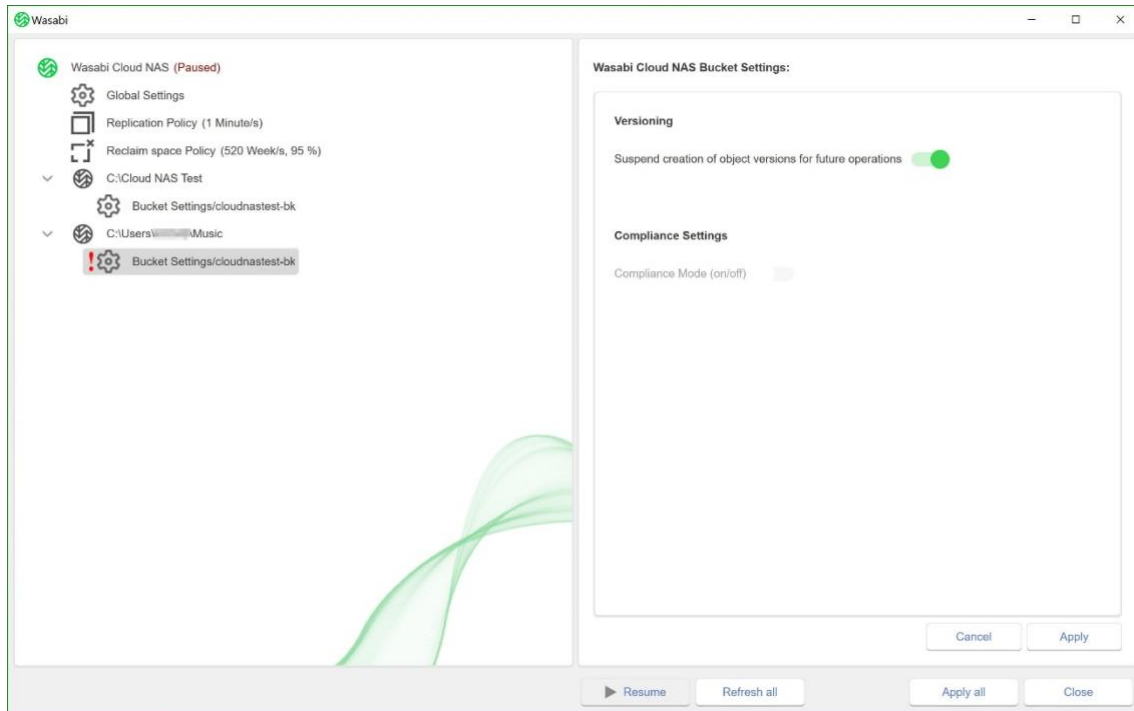 Wasabi
Wasabi Cloud NAS (Paused)
Global Settings
Replication Policy (1 Minute/s)
Reclaim space Policy (520 Week/s, 95 %)
C:\Cloud NAS Test
Bucket Settings/cloudnastest-bk
C:\Users\ \Music
Bucket Settings/cloudnastest-bk
Wasabi Cloud NAS Bucket Settings:
Versioning
Suspend creation of object versions for future operations
Compliance Settings
Compliance Mode (on/off)
Cancel Apply
Resume Refresh all Apply all Close